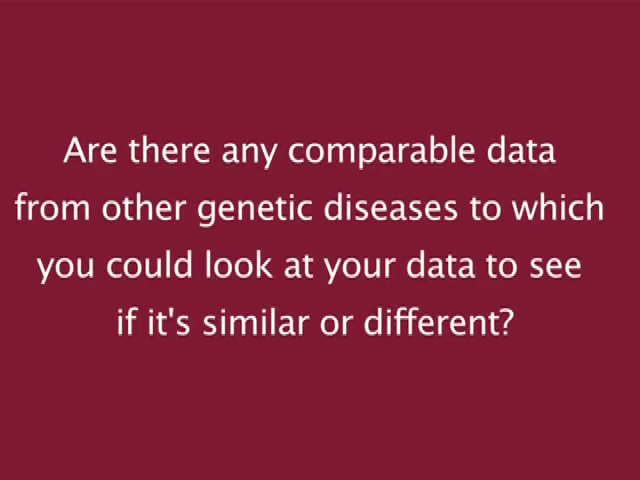 Are there any comparable data
from other genetic diseases to which
you could look at your data to see
if it's similar or different?